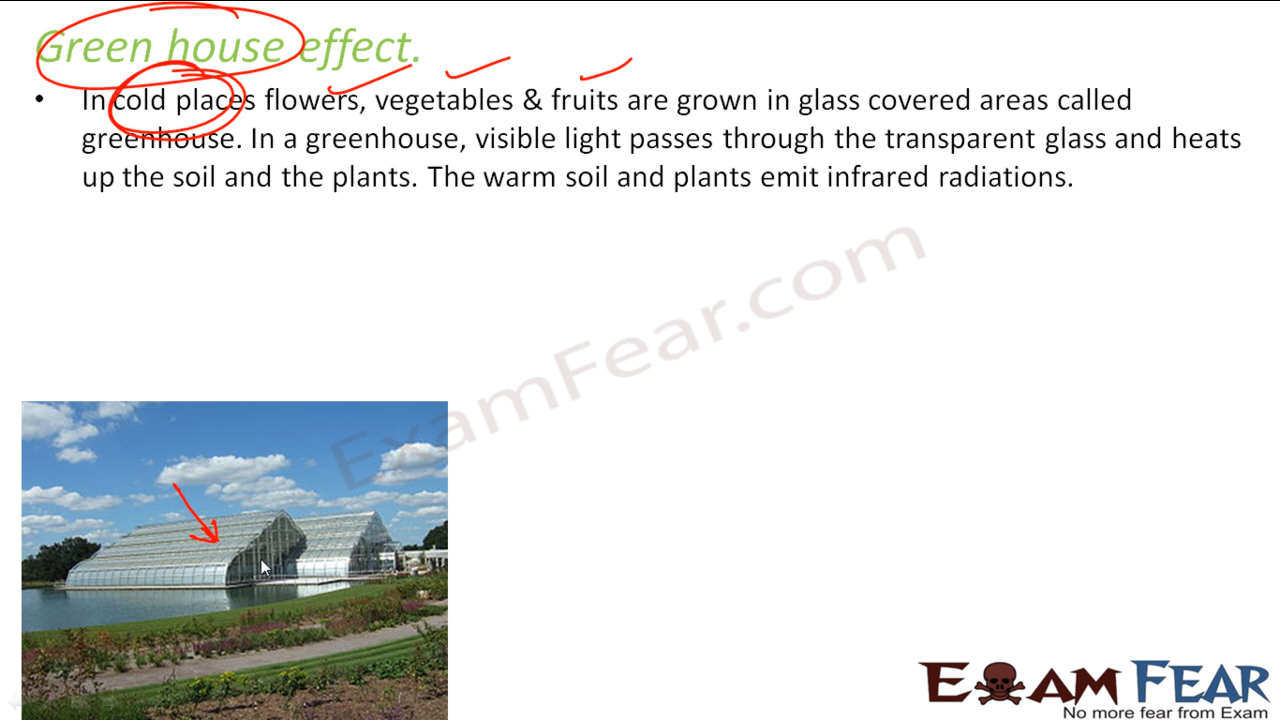 Green house effect.
• In cold places flowers, vegetables & fruits are grown in glass covered areas called
greenhouse. In a greenhouse, visible light passes through the transparent glass and heats
up the soil and the plants. The warm soil and plants emit infrared radiations.
ExamFear.com
EXAM FEAR
No more fear from Exam